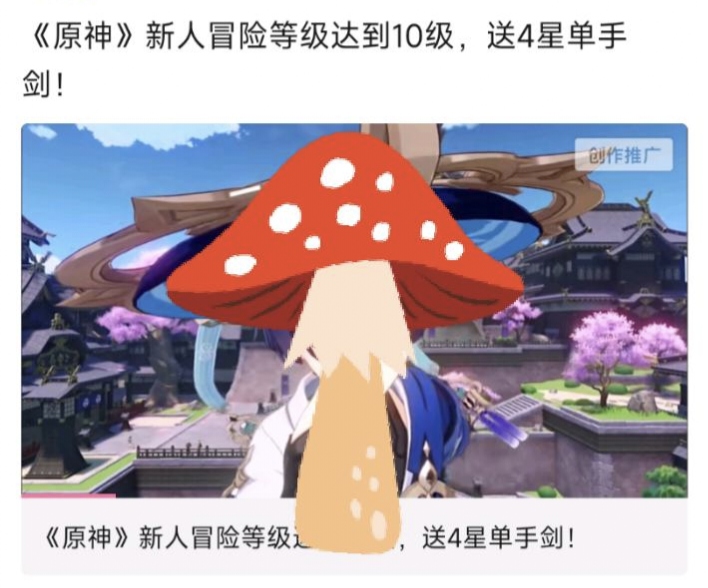 《原神》新人冒险等级达到10级，送4星单手
剑！
创作推广
《原神》新人冒险等级，送4星单手剑！